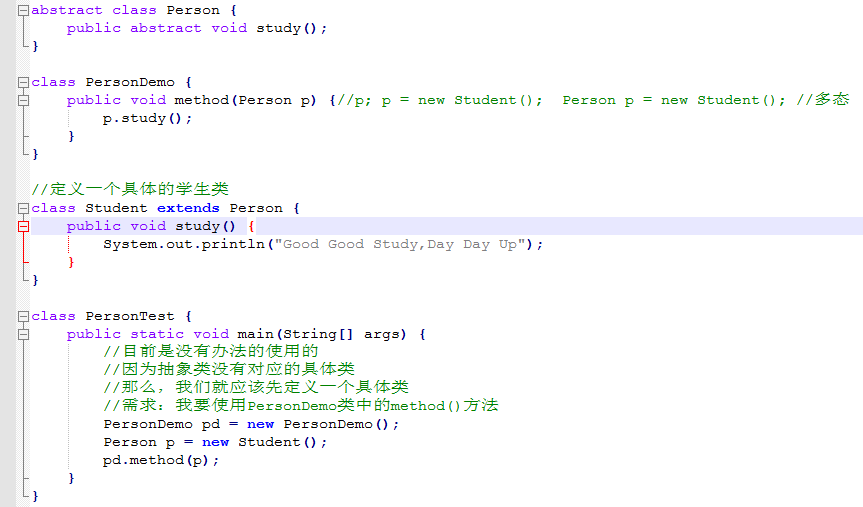 abstract class Person {
    public abstract void study();
}
class PersonDemo {
    public void method(Person p) {//p; p = new Student();  Person p = new Student(); //多态
        p.study();
    }
}
//定义一个具体的学生类
class Student extends Person {
    public void study() {
        System.out.println("Good Good Study,Day Day Up");
    }
}
class PersonTest {
    public static void main(String[] args) {
        //目前是没有办法的使用的
        //因为抽象类没有对应的具体类
        //那么，我们就应该先定义一个具体类
        //需求：我要使用PersonDemo类中的method()方法
        PersonDemo pd = new PersonDemo();
        Person p = new Student();
        pd.method(p);
    }
}